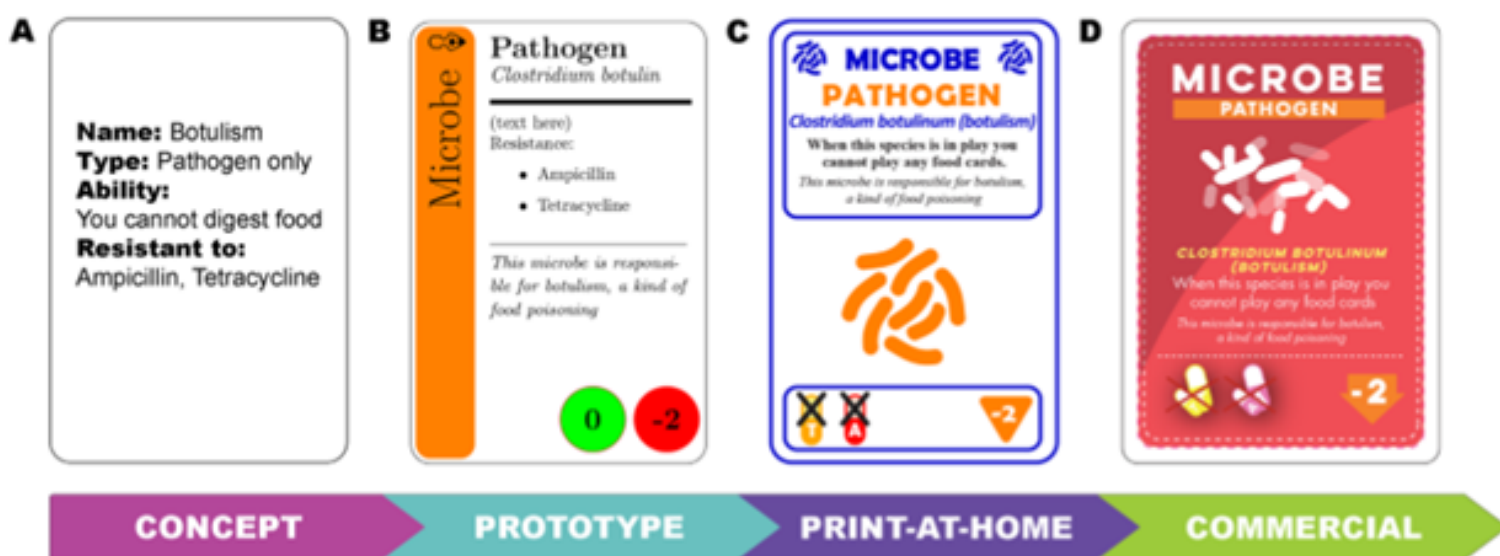 A
Name: Botulism
Type: Pathogen only
Ability:
You cannot digest food
Resistant to:
Ampicillin, Tetracycline
B
Microbe
Pathogen
Clostridium botulin
(text here)
Resistance:
• Ampicillin
• Tetracycline
This microbe is responsi-
ble for botulism, a kind of
food poisoning
0
-2
C
MICROBE
PATHOGEN
Clostridium botulinum (botulism)
When this species is in play you
cannot play any food cards.
This microbe is responsible for botulism,
a kind of food poisoning
T
A
-2
D
MICROBE
PATHOGEN
CLOSTRIDIUM BOTULINUM
(BOTULISM)
When this species is in play you
cannot play any food cards
This microbe is responsible for botulism,
a kind of food poisoning
-2
CONCEPT
PROTOTYPE
PRINT-AT-HOME
COMMERCIAL